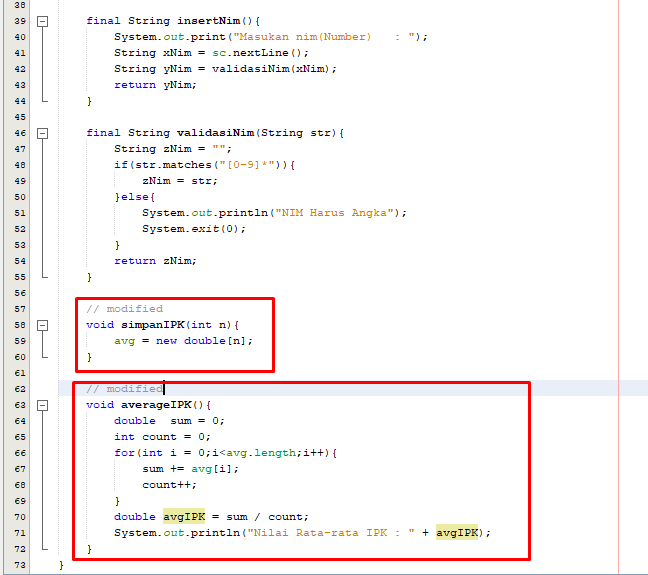 38
39 final String insertNim(){
40 System.out.print("Masukan nim(Number)   : ");
41 String xNim = sc.nextLine();
42 String yNim = validasiNim(xNim);
43 return yNim;
44 }
45
46 final String validasiNim(String str){
47 String zNim = "";
48 if(str.matches("[0-9]*")){
49 zNim = str;
50 }else{
51 System.out.println("NIM Harus Angka");
52 System.exit(0);
53 }
54 return zNim;
55 }
56
57 // modified
58 void simpanIPK(int n){
59 avg = new double[n];
60 }
61
62 // modified
63 void averageIPK(){
64 double  sum = 0;
65 int count = 0;
66 for(int i = 0;i<avg.length;i++){
67 sum += avg[i];
68 count++;
69 }
70 double avgIPK = sum / count;
71 System.out.println("Nilai Rata-rata IPK : " + avgIPK);
72 }
73 }